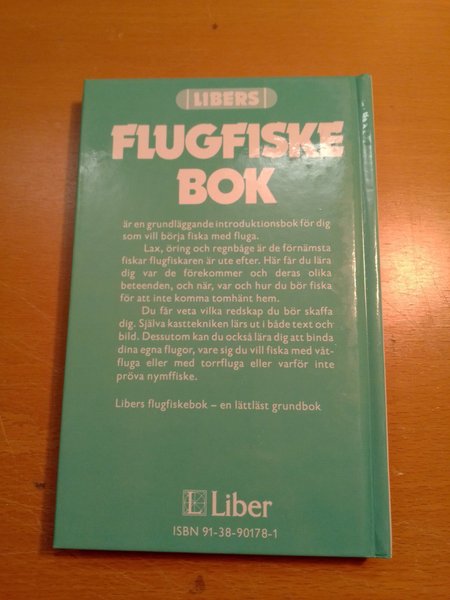 LIBERS
FLUGFISKE
BOK
är en grundläggande introduktionsbok för dig
som vill börja fiska med fluga.
Lax, öring och regnbåge är de förnämsta
fiskar flugfiskaren är ute efter. Här får du lära
dig var de förekommer och deras olika
beteenden, och när, var och hur du bör fiska
för att inte komma tomhänt hem.
Du får veta vilka redskap du bör skaffa
dig. Själva kasttekniken lärs ut i både text och
bild. Dessutom kan du också lära dig att binda
dina egna flugor, vare sig du vill fiska med våt-
fluga eller med torrfluga eller varför inte
pröva nymffiske.
Libers flugfiskebok – en lättläst grundbok
L Liber
ISBN 91-38-90178-1